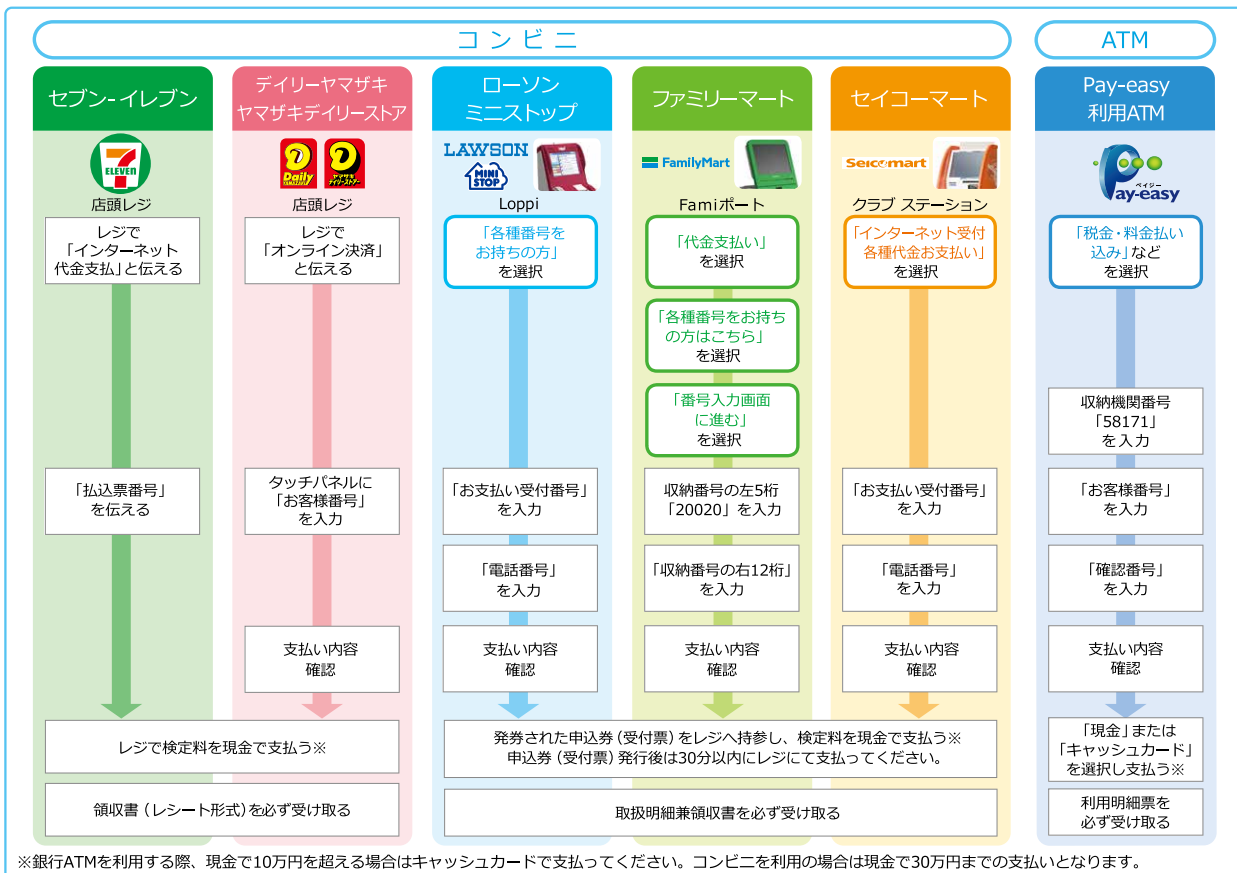 コンビニ
ATM
セブン-イレブン
7
ELEVEN
店頭レジ
レジで
「インターネット
代金支払」と伝える
「払込票番号」
を伝える
デイリーヤマザキ
ヤマザキデイリーストア
Daily
YAMAZAKI
ヤマザキ
デイリーストアー
店頭レジ
レジで
「オンライン決済」
と伝える
タッチパネルに
「お客様番号」
を入力
支払い内容
確認
レジで検定料を現金で支払う※
領収書(レシート形式)を必ず受け取る
ローソン
ミニストップ
LAWSON
MINI
STOP
Loppi
「各種番号を
お持ちの方」
を選択
「お支払い受付番号」
を入力
「電話番号」
を入力
支払い内容
確認
ファミリーマート
FamilyMart
Famiポート
「代金支払い」
を選択
「各種番号をお持ち
の方はこちら」
を選択
「番号入力画面
に進む」
を選択
収納番号の左5桁
「20020」を入力
「収納番号の右12桁」
を入力
支払い内容
確認
セイコーマート
Seicomart
クラブ ステーション
「インターネット受付
各種代金お支払い」
を選択
「お支払い受付番号」
を入力
「電話番号」
を入力
支払い内容
確認
発券された申込券(受付票)をレジへ持参し、検定料を現金で支払う※
申込券(受付票)発行後は30分以内にレジにて支払ってください。
取扱明細兼領収書を必ず受け取る
Pay-easy
利用ATM
ペイジー
Pay-easy
「税金・料金払い
込み」など
を選択
収納機関番号
「58171」
を入力
「お客様番号」
を入力
「確認番号」
を入力
支払い内容
確認
「現金」または
「キャッシュカード」
を選択し支払う※
利用明細票を
必ず受け取る
※銀行ATMを利用する際、現金で10万円を超える場合はキャッシュカードで支払ってください。コンビニを利用の場合は現金で30万円までの支払いとなります。